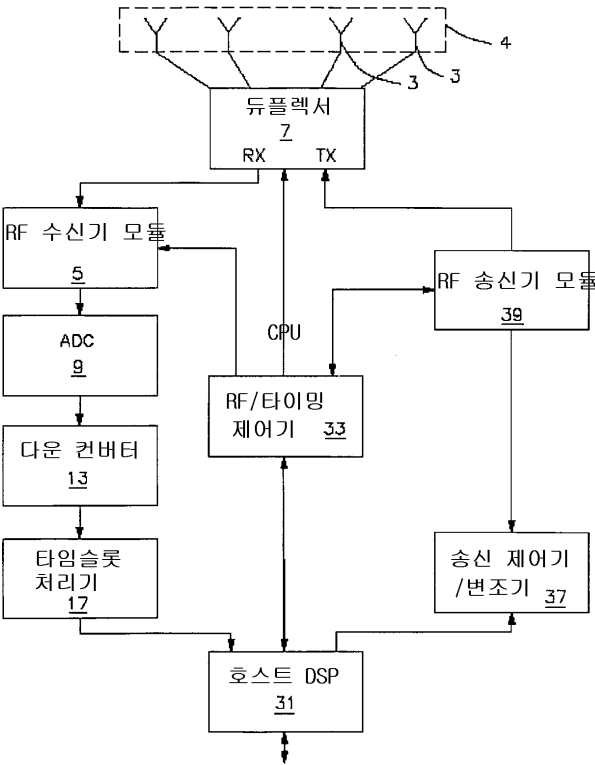 4
3
3
듀플렉서
7
RX
TX
RF 수신기 모듈
5
RF 송신기 모듈
39
ADC
9
CPU
RF/타이밍
제어기 33
다운 컨버터
13
타임슬롯
처리기
17
송신 제어기
/변조기 37
호스트 DSP
31